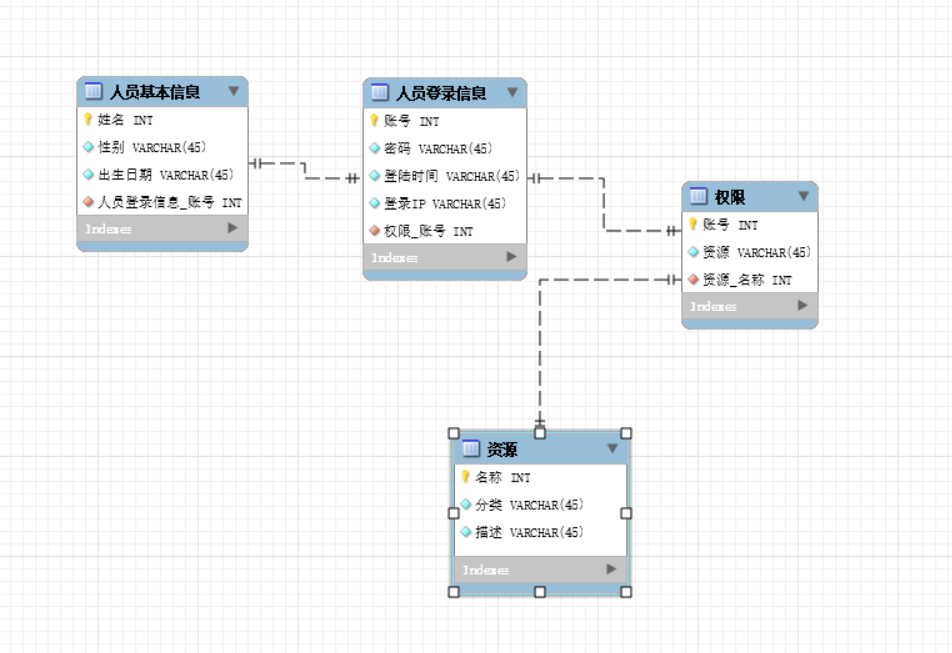 人员基本信息
姓名 INT
性别 VARCHAR(45)
出生日期 VARCHAR(45)
人员登录信息_账号 INT
Indexes
人员登录信息
账号 INT
密码 VARCHAR(45)
登陆时间 VARCHAR(45)
登录IP VARCHAR(45)
权限_账号 INT
Indexes
权限
账号 INT
资源 VARCHAR(45)
资源_名称 INT
Indexes
资源
名称 INT
分类 VARCHAR(45)
描述 VARCHAR(45)
Indexes